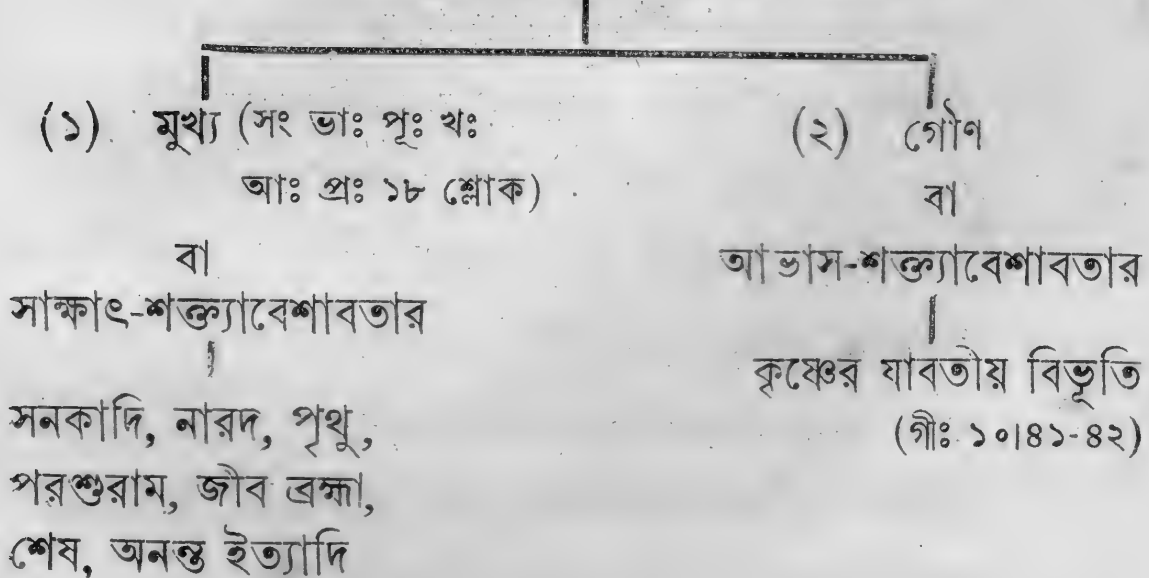 (১) মুখ্য (সং ভাঃ পূঃ খঃ
আঃ প্রঃ ১৮ শ্লোক)
বা
সাক্ষাৎ-শক্ত্যাবেশাবতার
সনকাদি, নারদ, পৃথু,
পরশুরাম, জীব ব্রহ্মা,
শেষ, অনন্ত ইত্যাদি
(২) গৌণ
বা
আভাস-শক্ত্যাবেশাবতার
কৃষ্ণের যাবতীয় বিভূতি
(গীঃ ১০।৪১-৪২)